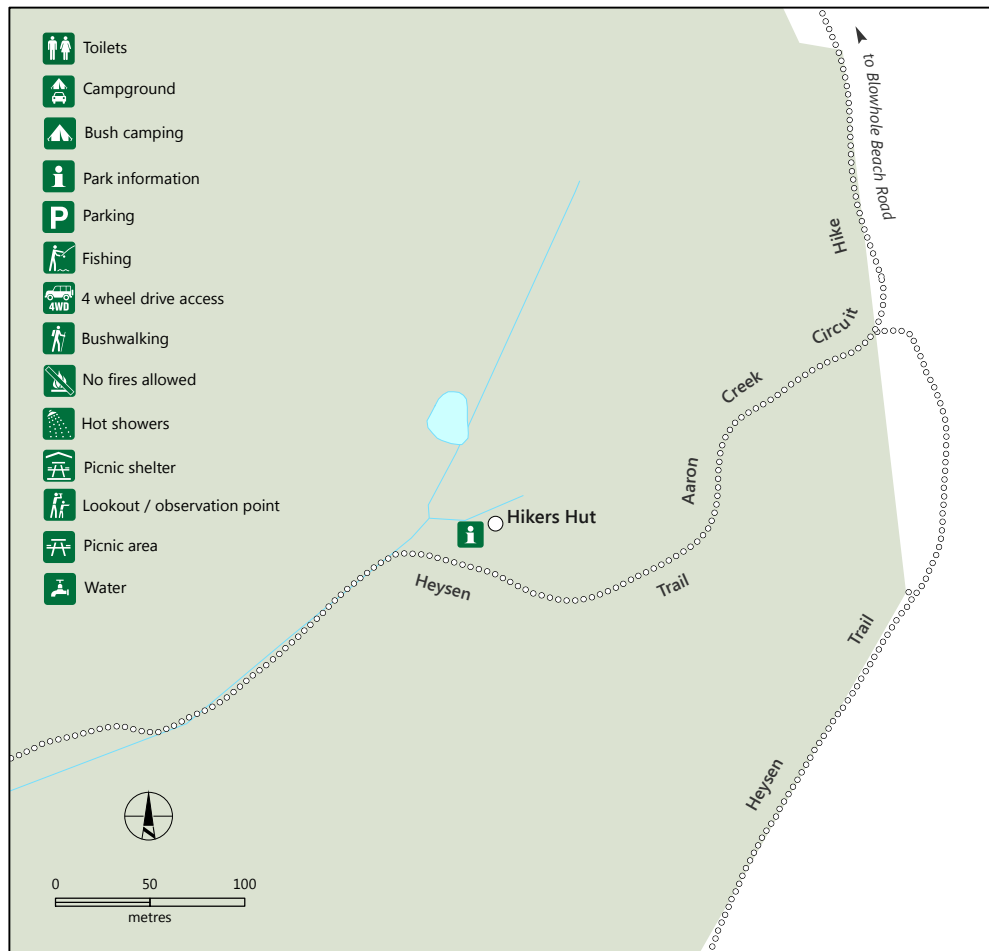 Toilets
Campground
Bush camping
Park information
P
Parking
Fishing
4WD
4 wheel drive access
Bushwalking
No fires allowed
Hot showers
Picnic shelter
Lookout / observation point
Picnic area
Water
to Blowhole Beach Road
Aaron Creek Circuit Hike
Hikers Hut
Heysen Trail
Heysen Trail
0 50 100
metres